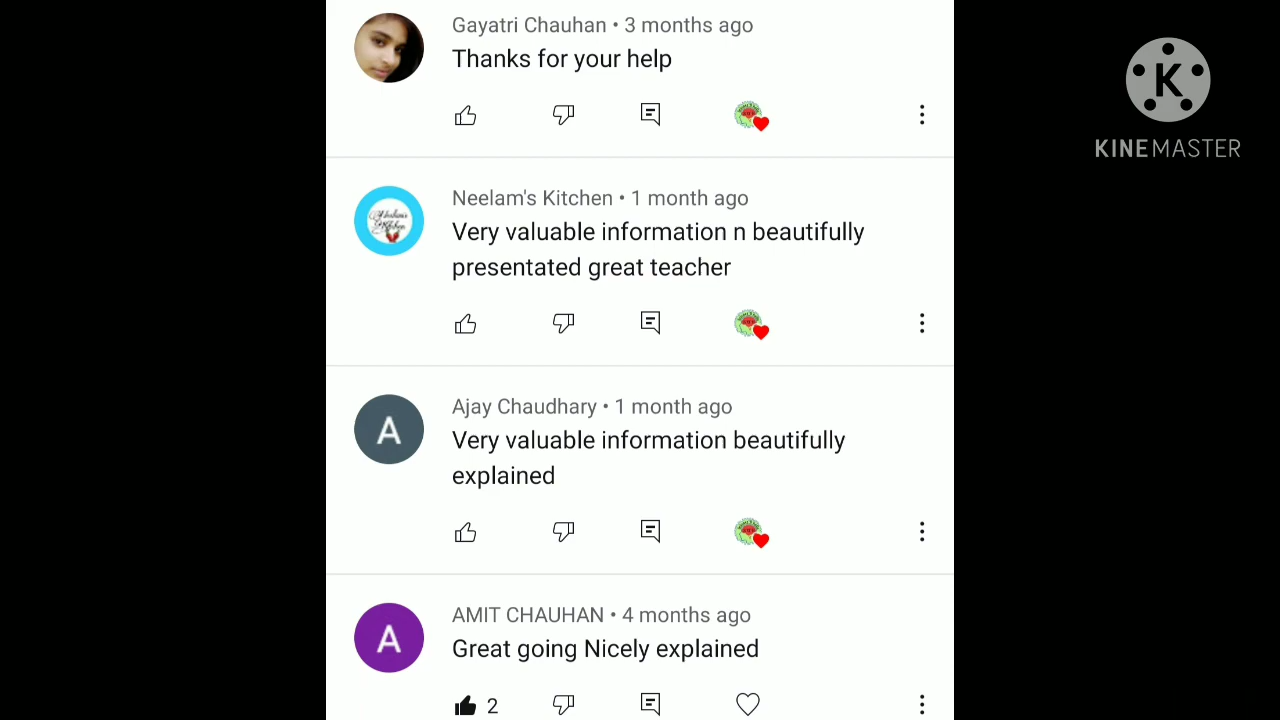 Gayatri Chauhan • 3 months ago
Thanks for your help
Neelam's Kitchen • 1 month ago
Very valuable information n beautifully
presentated great teacher
A
Ajay Chaudhary • 1 month ago
Very valuable information beautifully
explained
A
AMIT CHAUHAN • 4 months ago
Great going Nicely explained
2
K
KINEMASTER